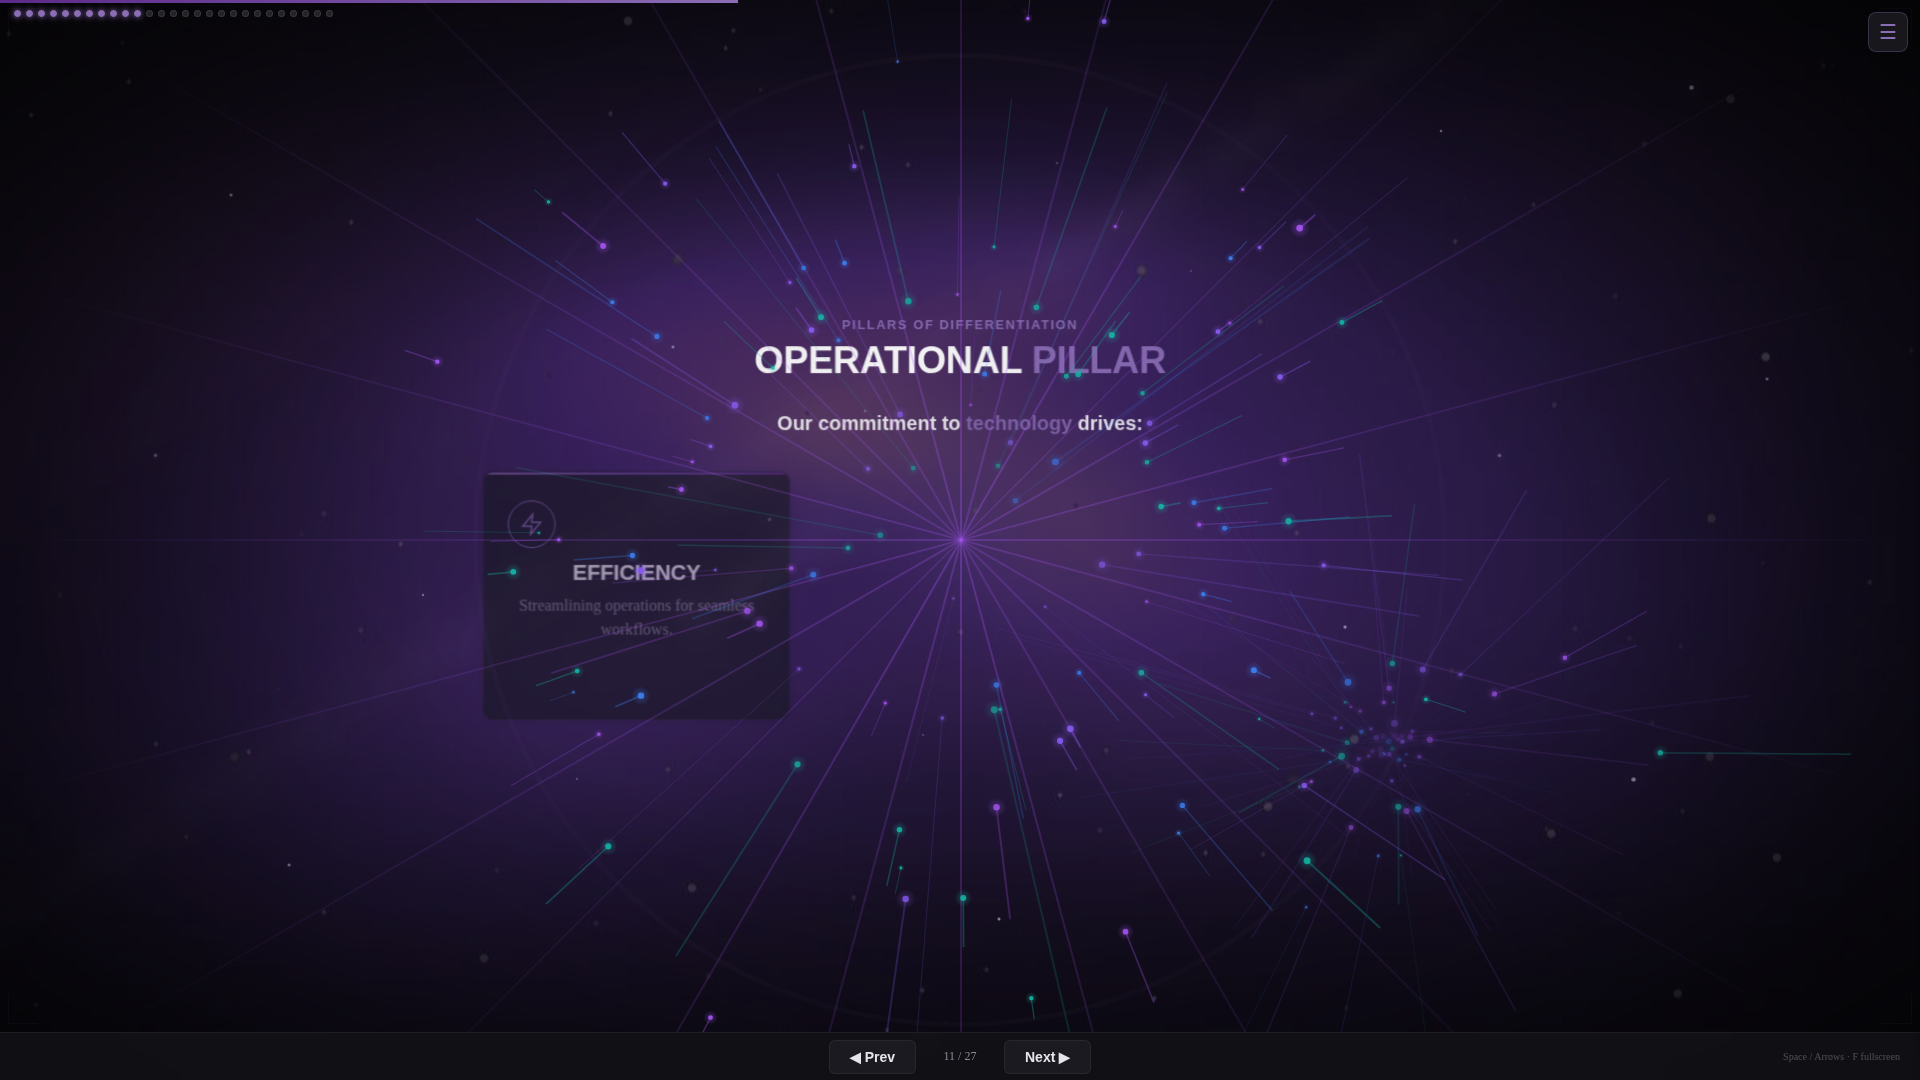 PILLARS OF DIFFERENTIATION
OPERATIONAL PILLAR
Our commitment to technology drives:
EFFICIENCY
Streamlining operations for seamless
workflows.
◀ Prev
11 / 27
Next ▶
Space / Arrows · F fullscreen